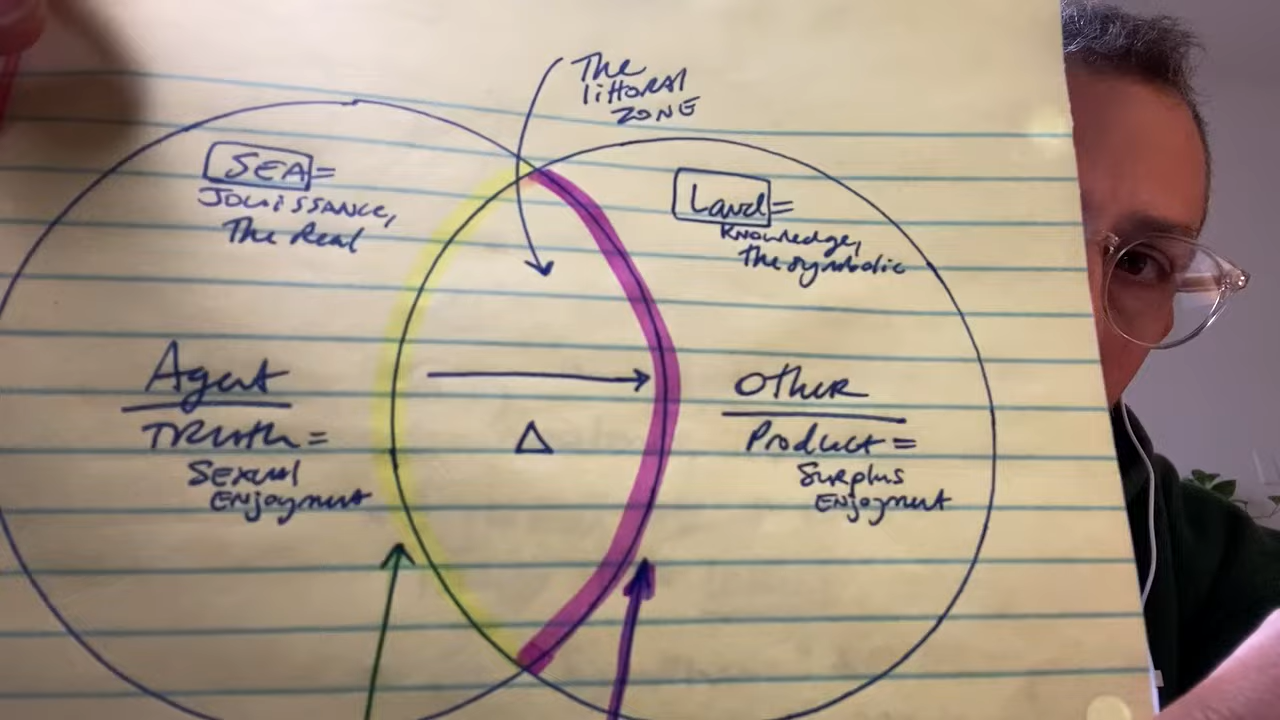 The
littoral
ZONE
SEA =
Jouissance,
The Real
Land =
Knowledge,
The symbolic
Agent
Truth =
Sexual
Enjoyment
Δ
Other
Product =
Surplus
Enjoyment